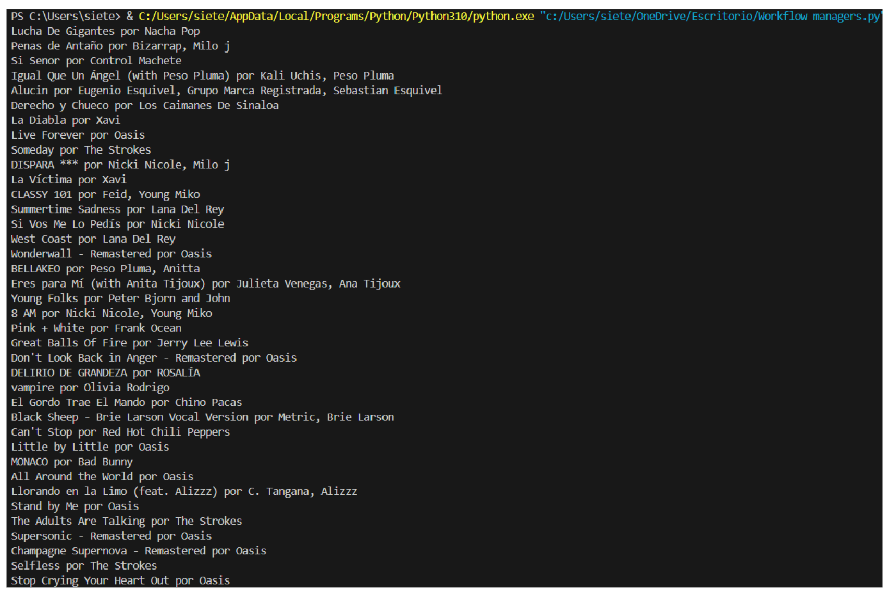 PS C:\Users\siete> & C:/Users/siete/AppData/Local/Programs/Python/Python310/python.exe "c:/Users/siete/OneDrive/Escritorio/Workflow managers.py
Lucha De Gigantes por Nacha Pop
Penas de Antaño por Bizarrap, Milo j
Si Senor por Control Machete
Igual Que Un Ángel (with Peso Pluma) por Kali Uchis, Peso Pluma
Alucin por Eugenio Esquivel, Grupo Marca Registrada, Sebastian Esquivel
Derecho y Chueco por Los Caimanes De Sinaloa
La Diabla por Xavi
Live Forever por Oasis
Someday por The Strokes
DISPARA *** por Nicki Nicole, Milo j
La Víctima por Xavi
CLASSY 101 por Feid, Young Miko
Summertime Sadness por Lana Del Rey
Si Vos Me Lo Pedís por Nicki Nicole
West Coast por Lana Del Rey
Wonderwall - Remastered por Oasis
BELLAKEO por Peso Pluma, Anitta
Eres para Mí (with Anita Tijoux) por Julieta Venegas, Ana Tijoux
Young Folks por Peter Bjorn and John
8 AM por Nicki Nicole, Young Miko
Pink + White por Frank Ocean
Great Balls Of Fire por Jerry Lee Lewis
Don't Look Back in Anger - Remastered por Oasis
DELIRIO DE GRANDEZA por ROSALÍA
vampire por Olivia Rodrigo
El Gordo Trae El Mando por Chino Pacas
Black Sheep - Brie Larson Vocal Version por Metric, Brie Larson
Can't Stop por Red Hot Chili Peppers
Little by Little por Oasis
MONACO por Bad Bunny
All Around the World por Oasis
Llorando en la Limo (feat. Alizzz) por C. Tangana, Alizzz
Stand by Me por Oasis
The Adults Are Talking por The Strokes
Supersonic - Remastered por Oasis
Champagne Supernova - Remastered por Oasis
Selfless por The Strokes
Stop Crying Your Heart Out por Oasis